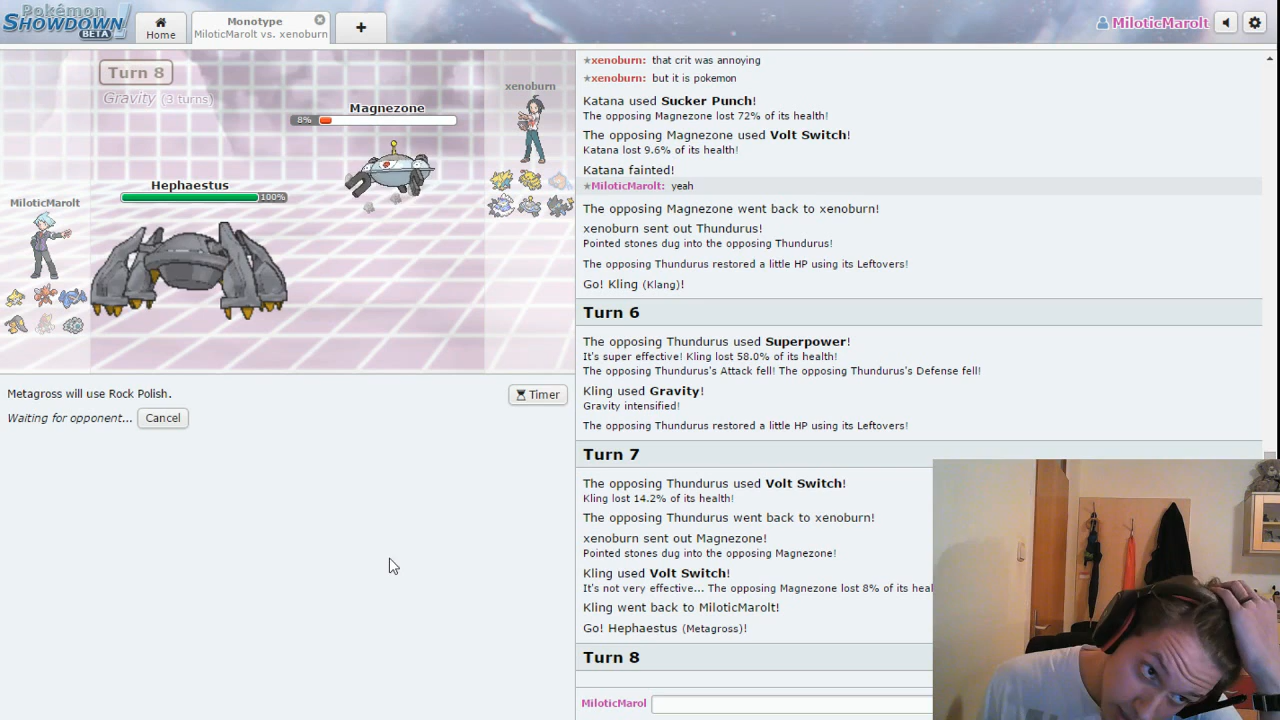 Pokémon
SHOWDOWN!
BETA
Home
Monotype
MiloticMarolt vs. xenoburn
+
MiloticMarolt
Turn 8
Gravity (3 turns)
xenoburn
Magnezone
8%
Hephaestus
100%
MiloticMarolt
Metagross will use Rock Polish.
Timer
Waiting for opponent...
Cancel
★xenoburn: that crit was annoying
★xenoburn: but it is pokemon
Katana used Sucker Punch!
The opposing Magnezone lost 72% of its health!
The opposing Magnezone used Volt Switch!
Katana lost 9.6% of its health!
Katana fainted!
★MiloticMarolt: yeah
The opposing Magnezone went back to xenoburn!
xenoburn sent out Thundurus!
Pointed stones dug into the opposing Thundurus!
The opposing Thundurus restored a little HP using its Leftovers!
Go! Kling (Klang)!
Turn 6
The opposing Thundurus used Superpower!
It's super effective! Kling lost 58.0% of its health!
The opposing Thundurus's Attack fell! The opposing Thundurus's Defense fell!
Kling used Gravity!
Gravity intensified!
The opposing Thundurus restored a little HP using its Leftovers!
Turn 7
The opposing Thundurus used Volt Switch!
Kling lost 14.2% of its health!
The opposing Thundurus went back to xenoburn!
xenoburn sent out Magnezone!
Pointed stones dug into the opposing Magnezone!
Kling used Volt Switch!
It's not very effective... The opposing Magnezone lost 8% of its heal
Kling went back to MiloticMarolt!
Go! Hephaestus (Metagross)!
Turn 8
MiloticMarol